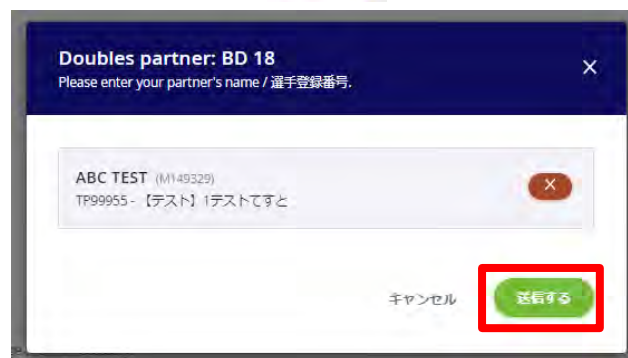 Doubles partner: BD 18
Please enter your partner's name / 選手登録番号.
ABC TEST (M149329)
TP99955 - 【テスト】1テストてすと
キャンセル
送信する